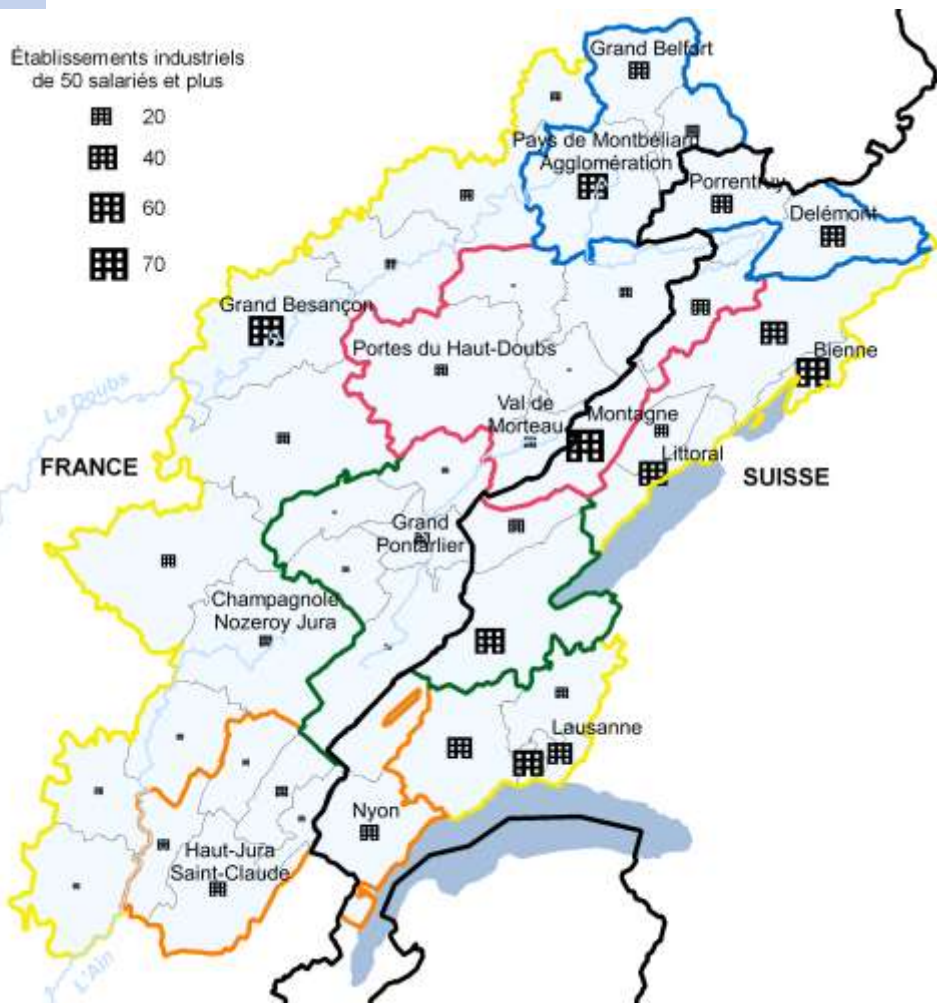 Établissements industriels
de 50 salariés et plus
20
40
60
70
Grand Belfort
Pays de Montbéliard
Agglomération
Porrentruy
Delémont
Grand Besançon
Portes du Haut-Doubs
Bienne
Le Doubs
Val de
Morteau
Montagne
Littoral
FRANCE
SUISSE
Grand
Pontarlier
Champagnole
Nozeroy Jura
Lausanne
Nyon
Haut-Jura
Saint-Claude
L'Ain